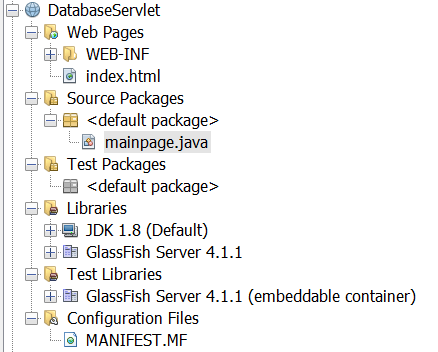 DatabaseServlet
Web Pages
WEB-INF
index.html
Source Packages
<default package>
mainpage.java
Test Packages
<default package>
Libraries
JDK 1.8 (Default)
GlassFish Server 4.1.1
Test Libraries
GlassFish Server 4.1.1 (embeddable container)
Configuration Files
MANIFEST.MF